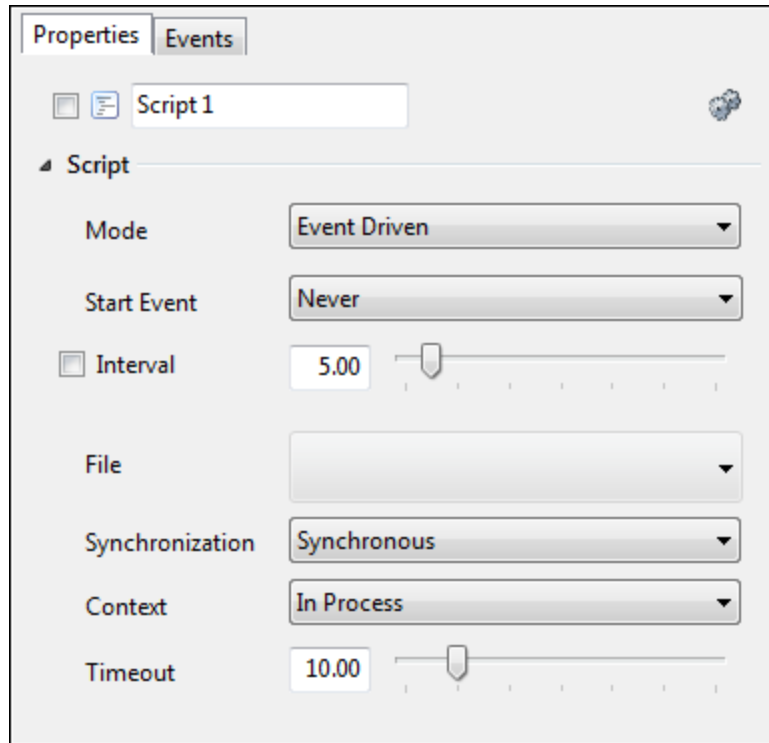 Properties Events
Script 1
Script
Mode Event Driven
Start Event Never
Interval 5.00
File
Synchronization Synchronous
Context In Process
Timeout 10.00